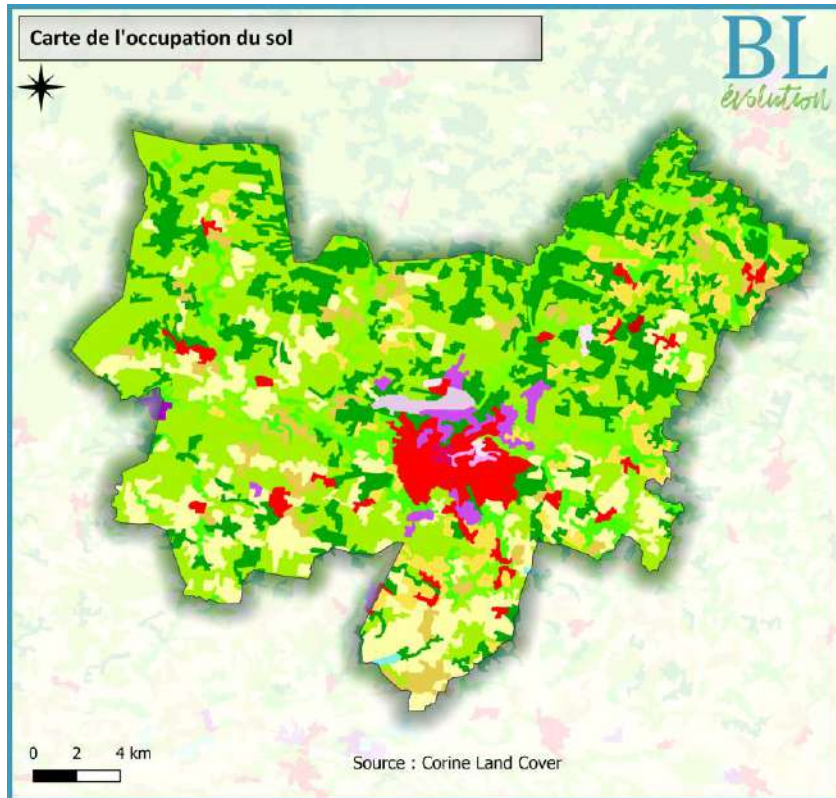 Carte de l'occupation du sol
BL
évolution
0 2 4 km
Source : Corine Land Cover